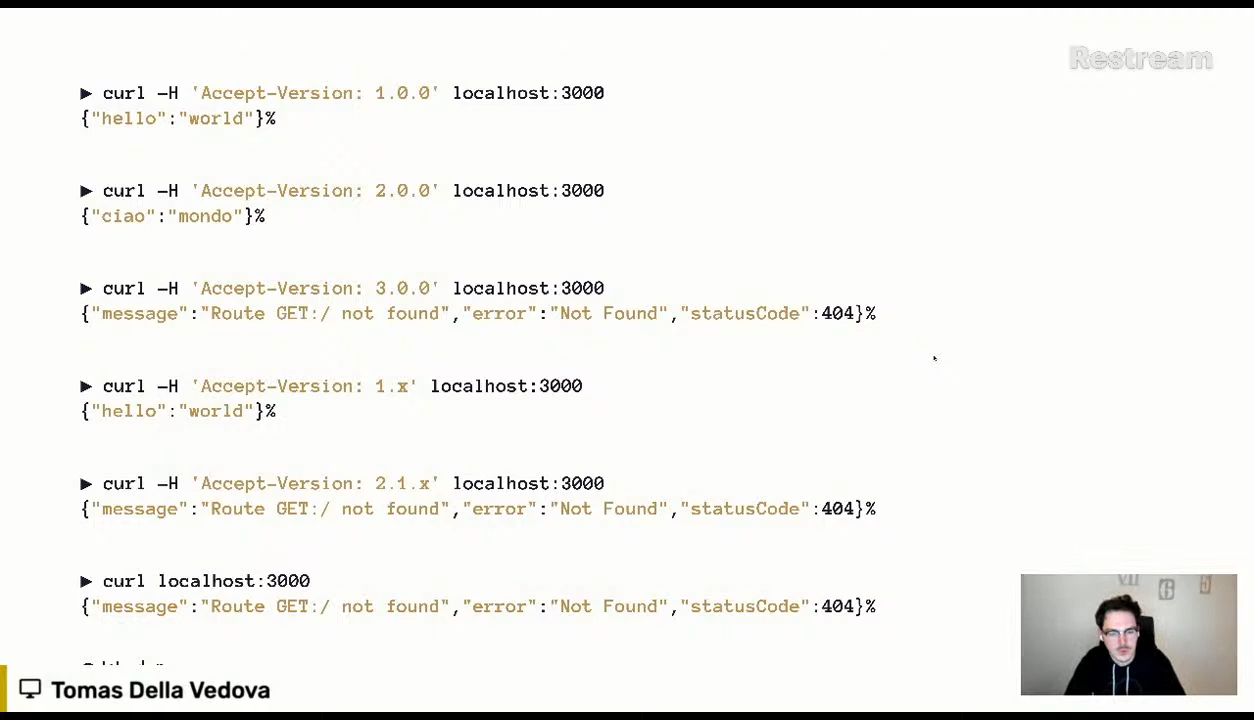 Restream
▶ curl -H 'Accept-Version: 1.0.0' localhost:3000
{"hello":"world"}%
▶ curl -H 'Accept-Version: 2.0.0' localhost:3000
{"ciao":"mondo"}%
▶ curl -H 'Accept-Version: 3.0.0' localhost:3000
{"message":"Route GET:/ not found","error":"Not Found","statusCode":404}%
▶ curl -H 'Accept-Version: 1.x' localhost:3000
{"hello":"world"}%
▶ curl -H 'Accept-Version: 2.1.x' localhost:3000
{"message":"Route GET:/ not found","error":"Not Found","statusCode":404}%
▶ curl localhost:3000
{"message":"Route GET:/ not found","error":"Not Found","statusCode":404}%
Tomas Della Vedova